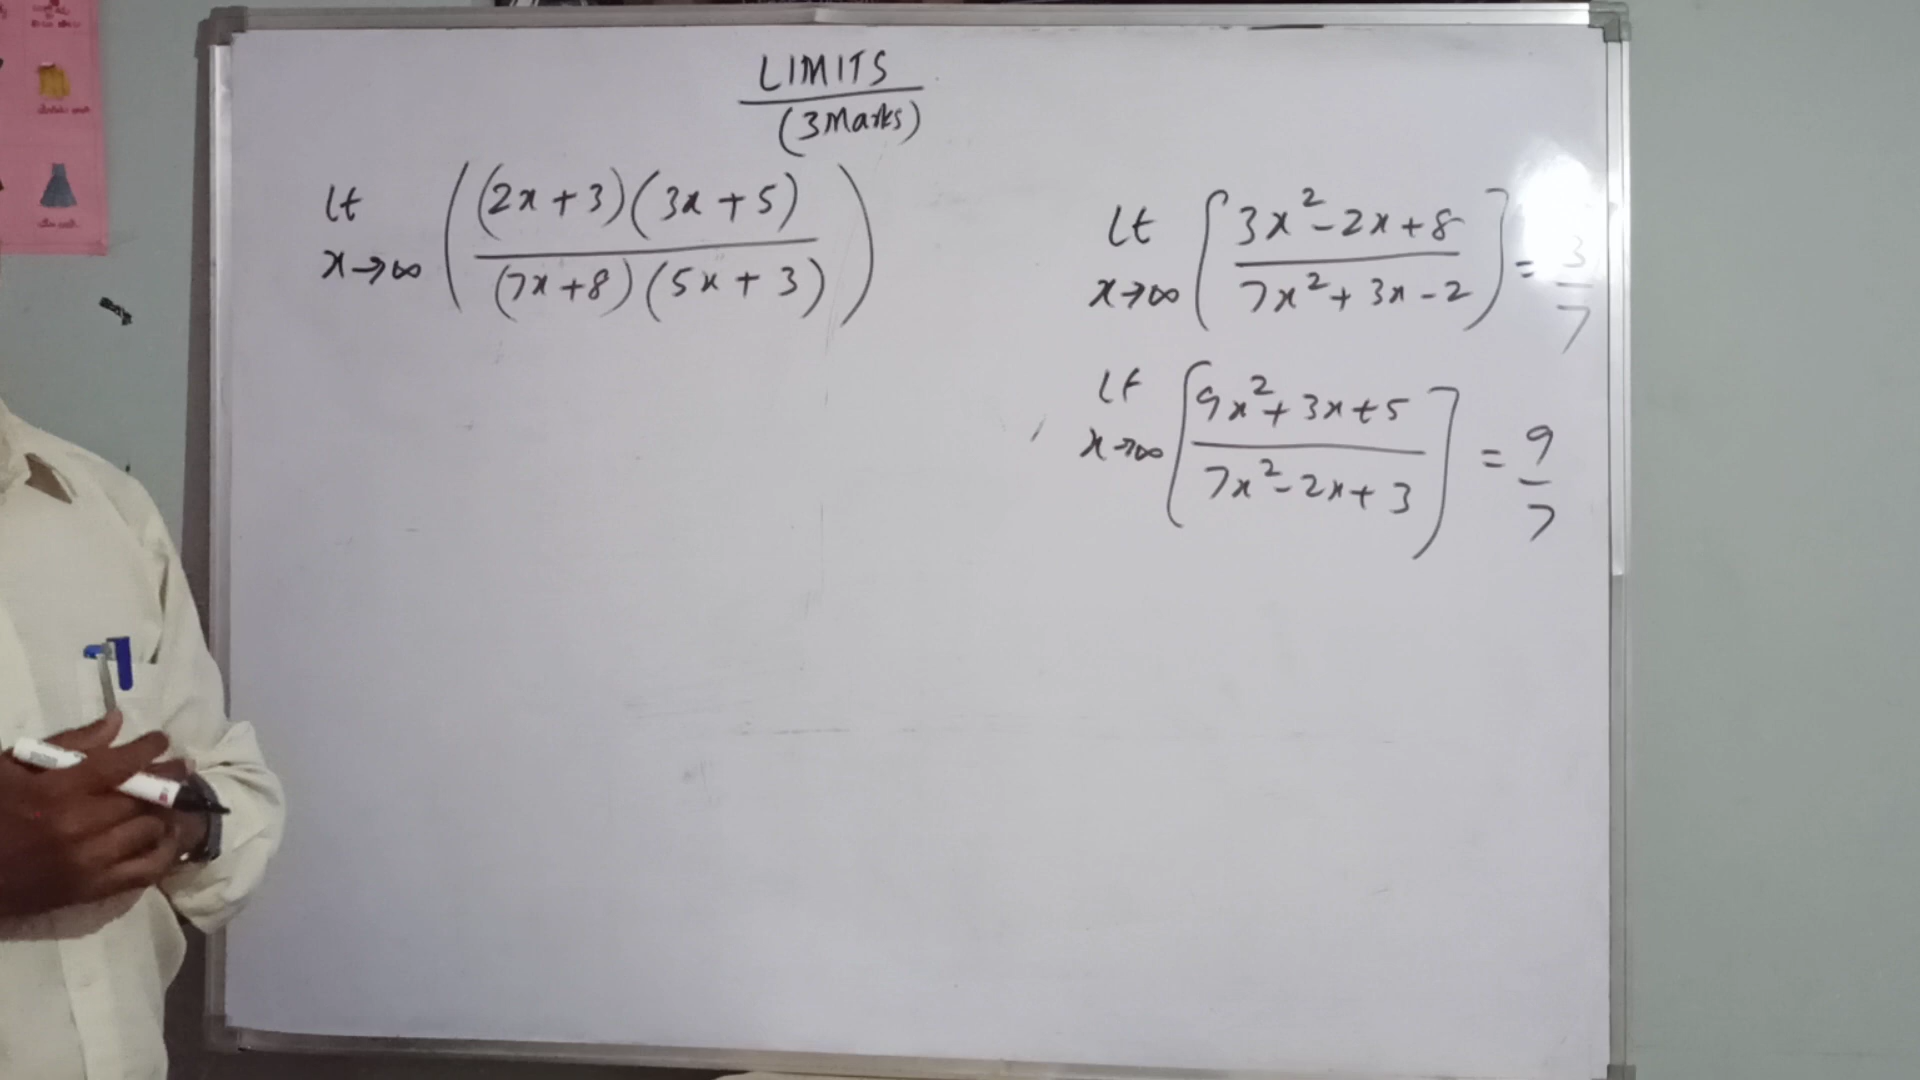 LIMITS
(3 Marks)
lt x→∞ ( (2x+3)(3x+5) / (7x+8)(5x+3) )
lt x→∞ [ 3x²-2x+8 / 7x²+3x-2 ] = 3/7
lt x→∞ [ 9x²+3x+5 / 7x²-2x+3 ] = 9/7